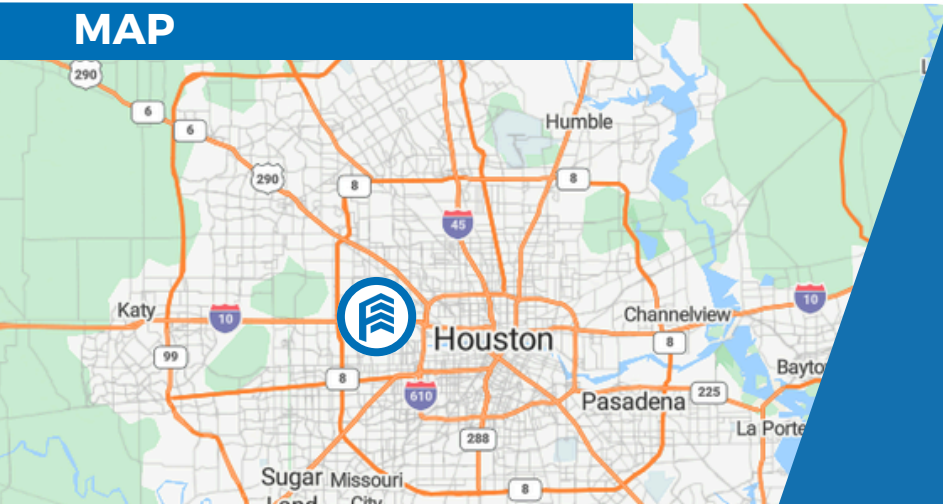 MAP
290
6
6
Humble
290
8
8
45
Katy
10
Channelview
10
Houston
99
8
8
Bayto
610
Pasadena
225
288
La Porte
Sugar
Land
Missouri
City
8